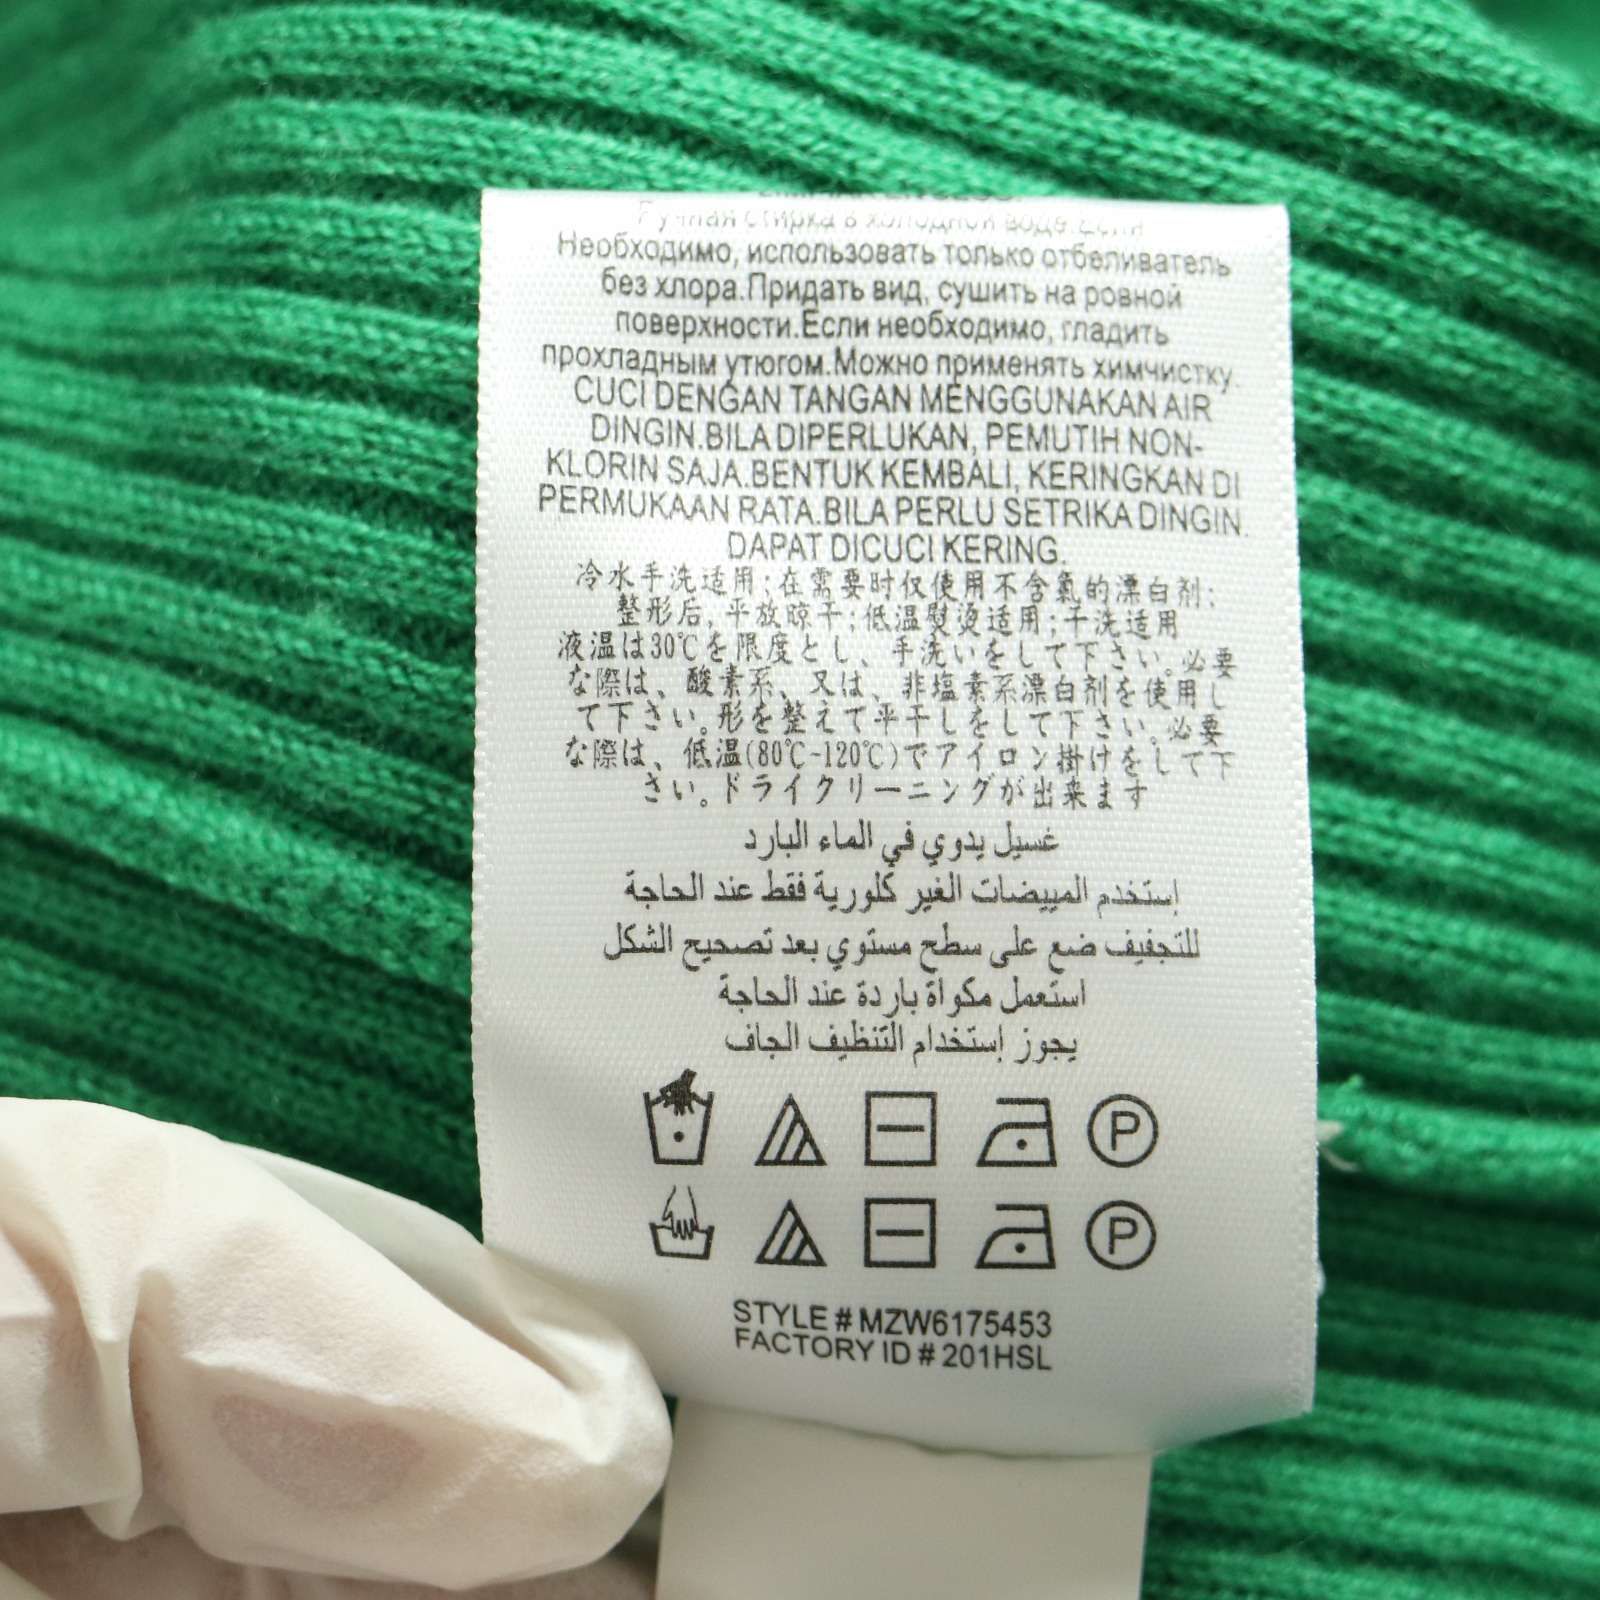 Ручная стирка в холодной воде.Если
Необходимо, использовать только отбеливатель
без хлора.Придать вид, сушить на ровной
поверхности.Если необходимо, гладить
прохладным утюгом.Можно применять химчистку.
CUCI DENGAN TANGAN MENGGUNAKAN AIR
DINGIN.BILA DIPERLUKAN, PEMUTIH NON-
KLORIN SAJA.BENTUK KEMBALI, KERINGKAN DI
PERMUKAAN RATA.BILA PERLU SETRIKA DINGIN.
DAPAT DICUCI KERING.
冷水手洗适用;在需要时仅使用不含氯的漂白剂;
整形后,平放晾干;低温熨烫适用;干洗适用
液温は30℃を限度とし、手洗いをして下さい。必要
な際は、酸素系、又は、非塩素系漂白剤を使用し
て下さい。形を整えて平干しをして下さい。必要
な際は、低温(80℃-120℃)でアイロン掛けをして下
さい。ドライクリーニングが出来ます
غسيل يدوي في الماء البارد
إستخدم المبيضات الغير كلورية فقط عند الحاجة
للتجفيف ضع على سطح مستوي بعد تصحيح الشكل
استعمل مكواة باردة عند الحاجة
يجوز إستخدام التنظيف الجاف
P
P
STYLE # MZW6175453
FACTORY ID # 201HSL